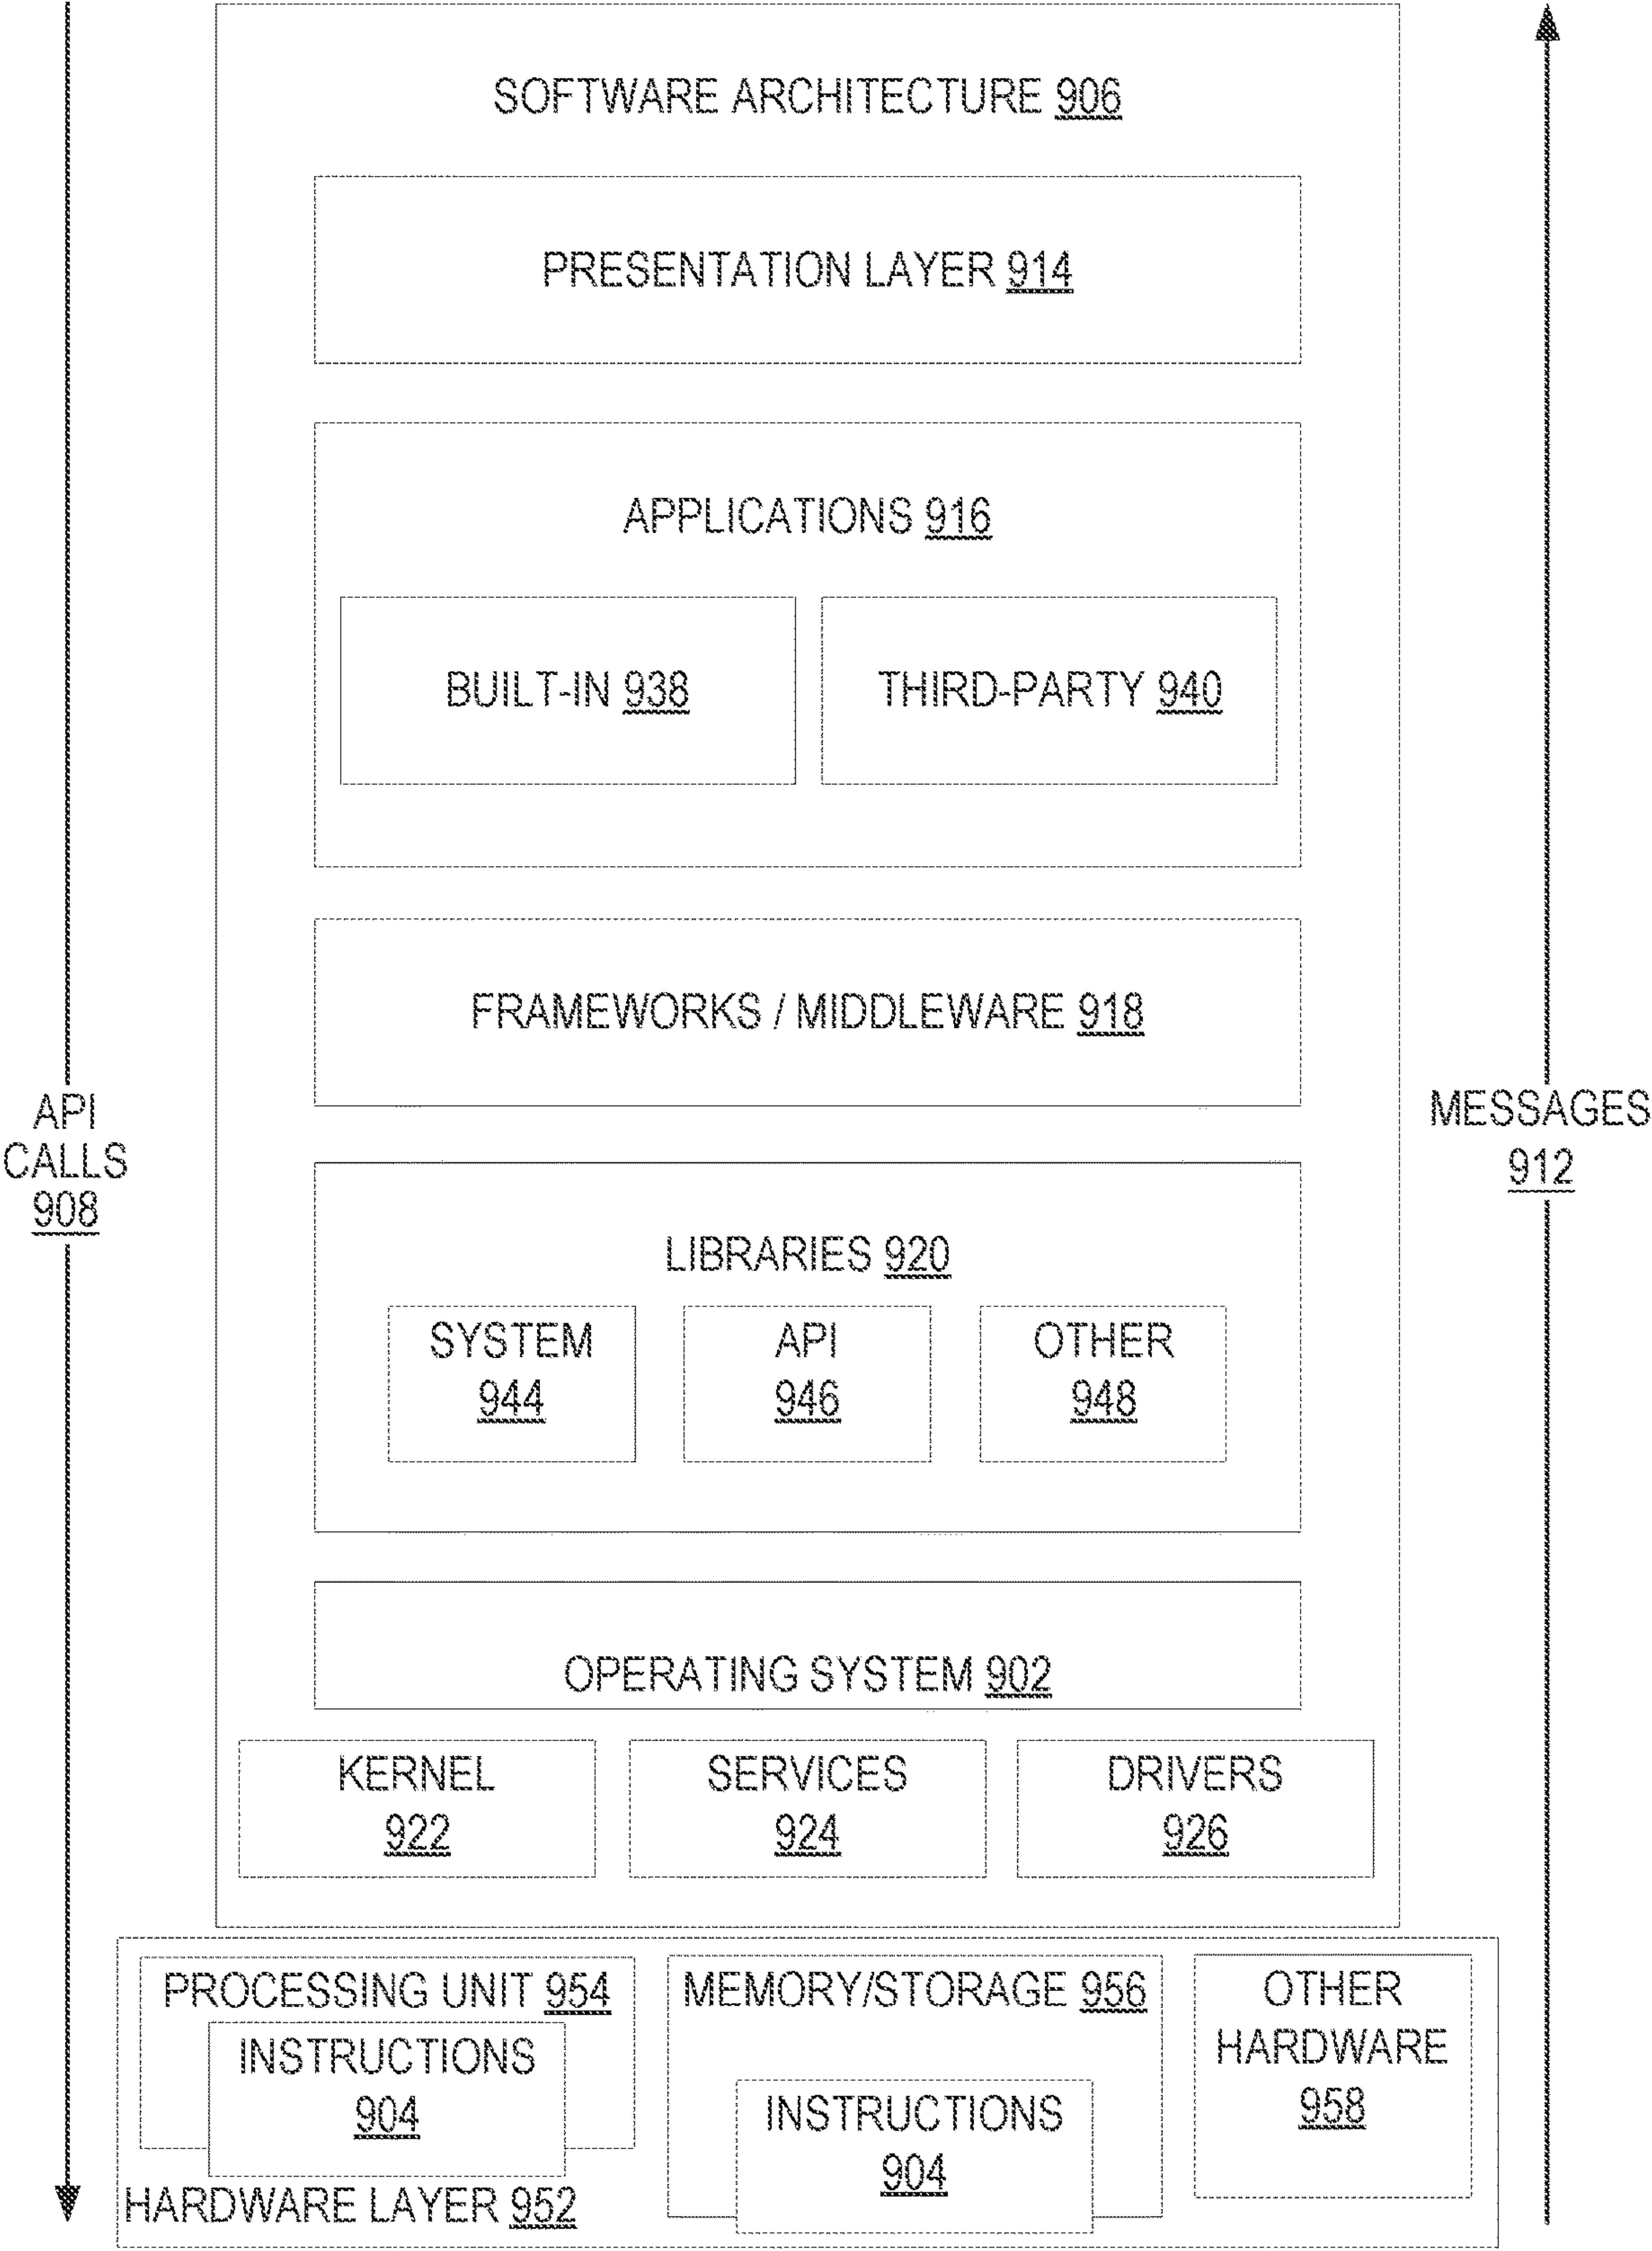 SOFTWARE ARCHITECTURE 906
PRESENTATION LAYER 914
APPLICATIONS 916
BUILT-IN 938
THIRD-PARTY 940
FRAMEWORKS / MIDDLEWARE 918
API
CALLS
908
MESSAGES
912
LIBRARIES 920
SYSTEM
944
API
946
OTHER
948
OPERATING SYSTEM 902
KERNEL
922
SERVICES
924
DRIVERS
926
PROCESSING UNIT 954
INSTRUCTIONS
904
MEMORY/STORAGE 956
INSTRUCTIONS
904
OTHER
HARDWARE
958
HARDWARE LAYER 952